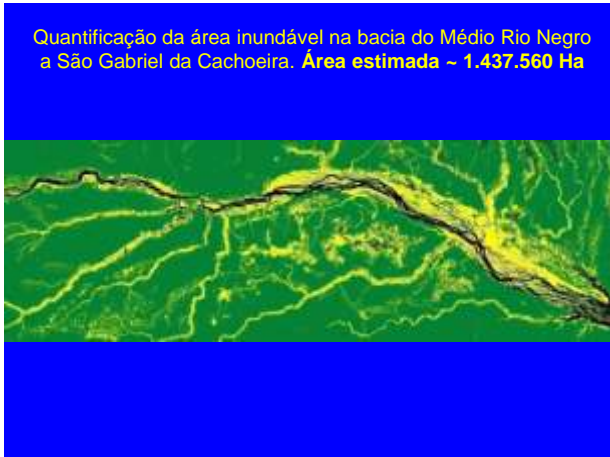 Quantificação da área inundável na bacia do Médio Rio Negro
a São Gabriel da Cachoeira. Área estimada ~ 1.437.560 Ha